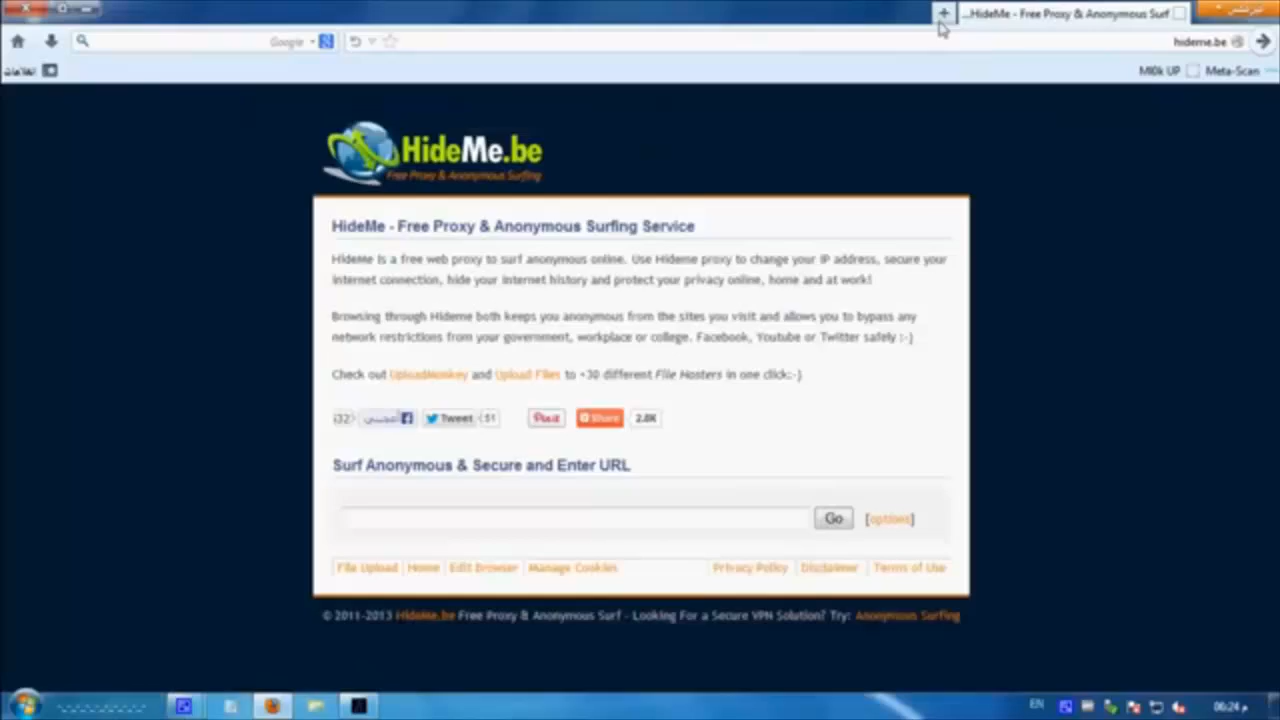 ...HideMe - Free Proxy & Anonymous Surf
Google
hideme.be
Ml0k UP
Meta-Scan
HideMe.be
Free Proxy & Anonymous Surfing
HideMe - Free Proxy & Anonymous Surfing Service
HideMe is a free web proxy to surf anonymous online. Use Hideme proxy to change your IP address, secure your
internet connection, hide your internet history and protect your privacy online, home and at work!
Browsing through Hideme both keeps you anonymous from the sites you visit and allows you to bypass any
network restrictions from your government, workplace or college. Facebook, Youtube or Twitter safely :-)
Check out UploadMonkey and Upload Files to +30 different File Hosters in one click:-)
Tweet
51
Pin it
Share
2.8K
Surf Anonymous & Secure and Enter URL
Go [options]
File Upload Home Edit Browser Manage Cookies Privacy Policy Disclaimer Terms of Use
© 2011-2013 HideMe.be Free Proxy & Anonymous Surf - Looking For a Secure VPN Solution? Try: Anonymous Surfing
EN
06:24 م